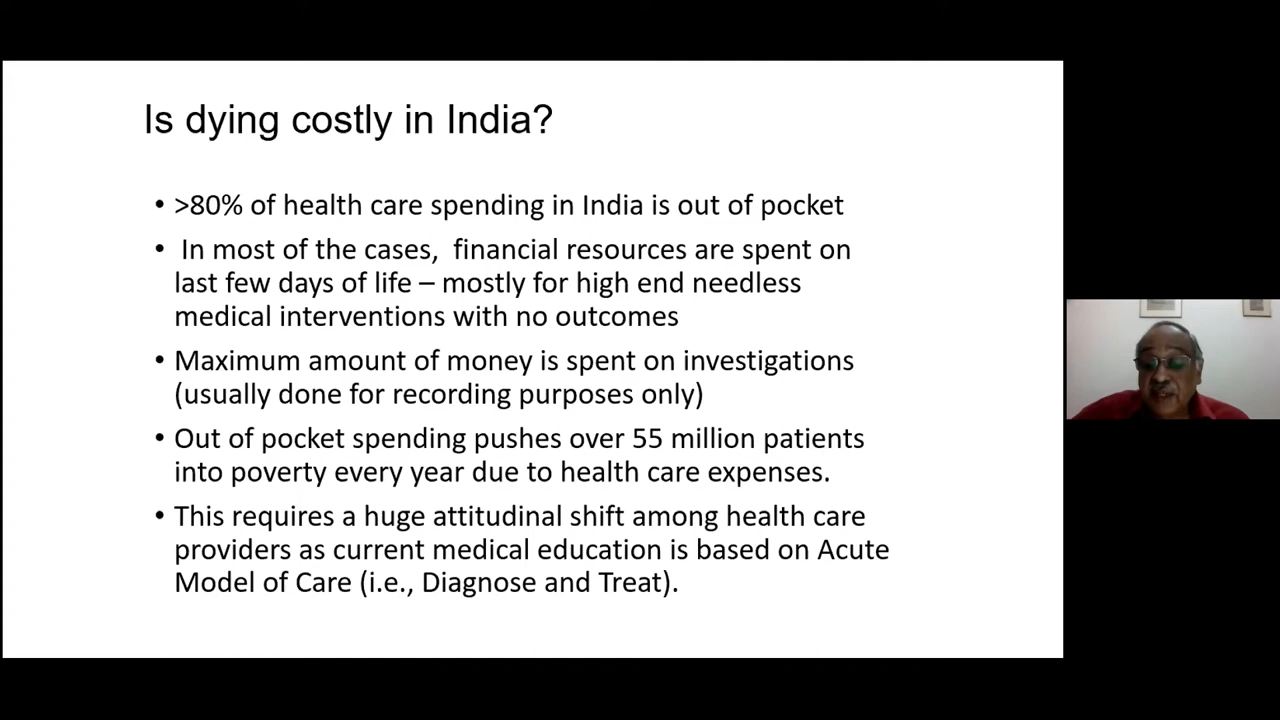 Is dying costly in India?
• >80% of health care spending in India is out of pocket
• In most of the cases,  financial resources are spent on
last few days of life – mostly for high end needless
medical interventions with no outcomes
• Maximum amount of money is spent on investigations
(usually done for recording purposes only)
• Out of pocket spending pushes over 55 million patients
into poverty every year due to health care expenses.
• This requires a huge attitudinal shift among health care
providers as current medical education is based on Acute
Model of Care (i.e., Diagnose and Treat).